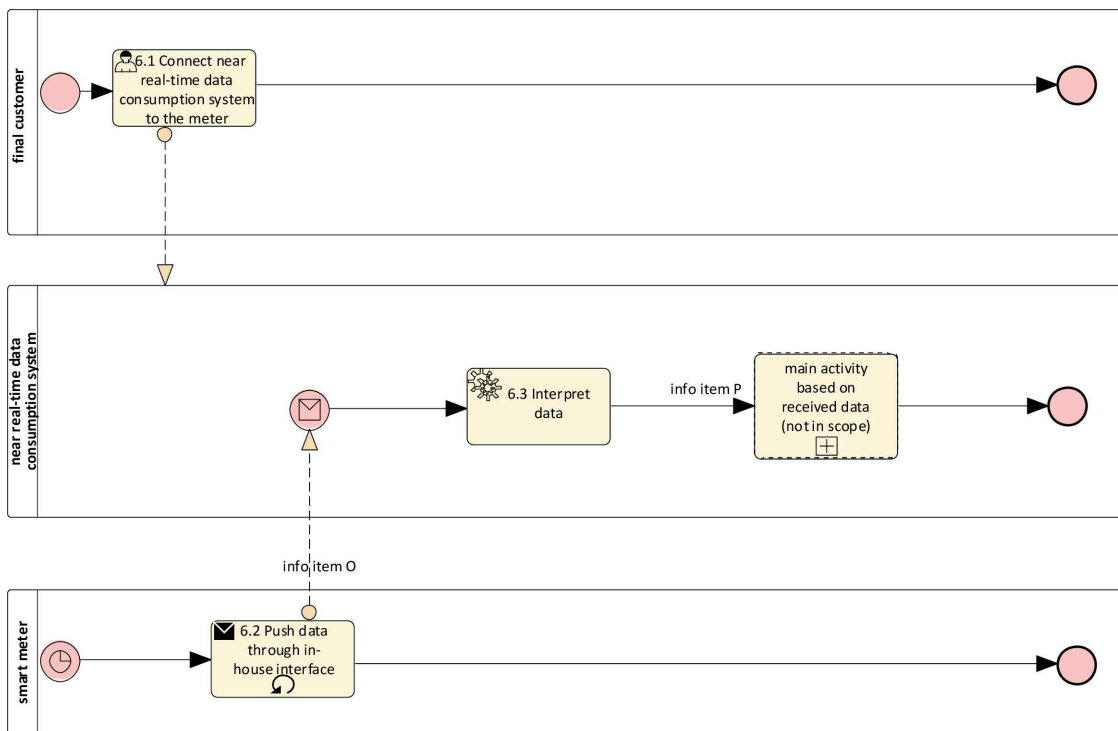 final customer
6.1 Connect near
real-time data
consumption system
to the meter
near real-time data
consumption system
6.3 Interpret
data
info item P
main activity
based on
received data
(not in scope)
info item O
smart meter
6.2 Push data
through in-
house interface